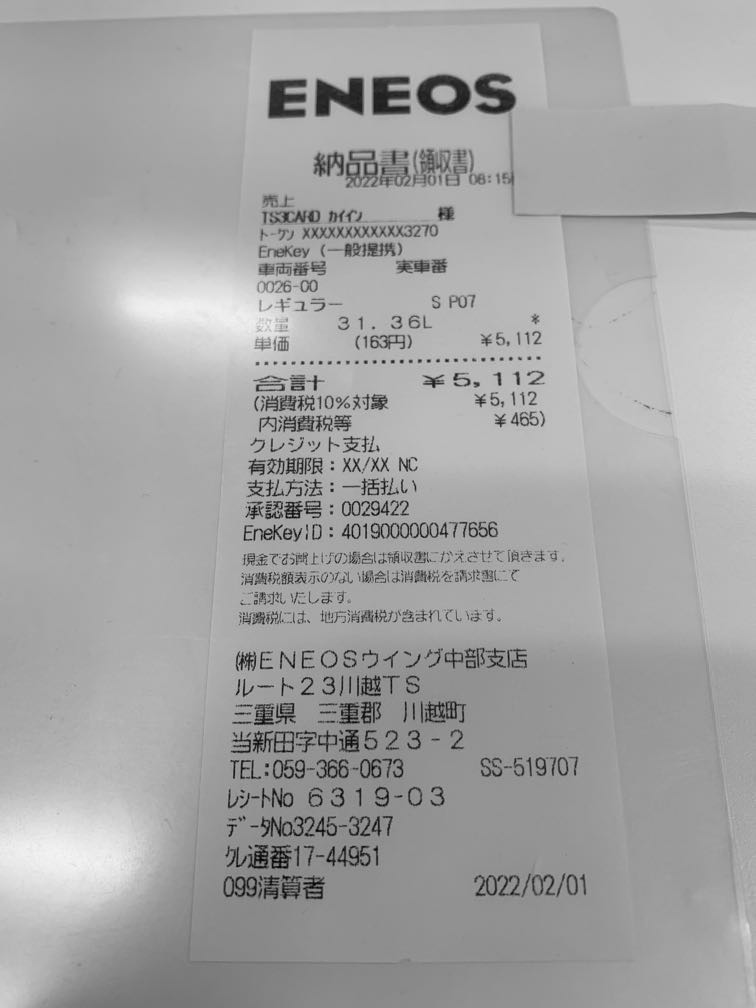 ENEOS
納品書(領収書)
2022年02月01日 08:15
売上
TS3CARD カイイン 様
トークン XXXXXXXXXXXX3270
EneKey (一般提携)
車両番号 実車番
0026-00
レギュラー S P07
数量 31.36L *
単価 (163円) ¥5,112
合計 ¥5,112
(消費税10%対象 ¥5,112
内消費税等 ¥465)
クレジット支払
有効期限:XX/XX NC
支払方法:一括払い
承認番号:0029422
EneKeyID:4019000000477656
現金でお買上げの場合は領収書にかえさせて頂きます。
消費税額表示のない場合は消費税を請求書にて
ご請求いたします。
消費税には、地方消費税が含まれています。
(株)ENEOSウイング中部支店
ルート23川越TS
三重県 三重郡 川越町
当新田字中通523-2
TEL:059-366-0673 SS-519707
レシートNo 6319-03
データNo3245-3247
クレ通番17-44951
099清算者 2022/02/01